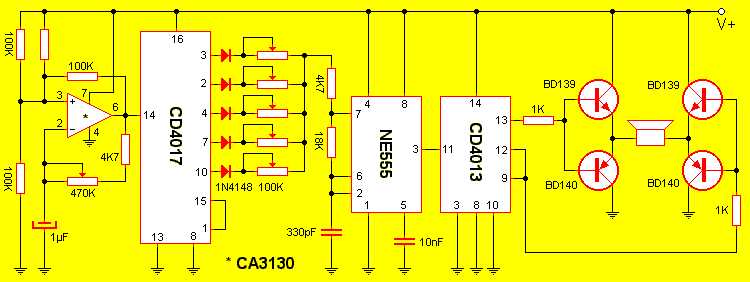 V+
100K
100K
3
2
7
6
4
+
−
*
4K7
470K
1µF
100K
16
14
CD4017
3
2
4
7
10
15
1
13
8
1N4148
100K
* CA3130
4K7
18K
330pF
4
8
7
6
2
3
1
5
NE555
10nF
14
11
CD4013
13
12
9
3
8
10
1K
BD139
BD140
BD139
BD140
1K